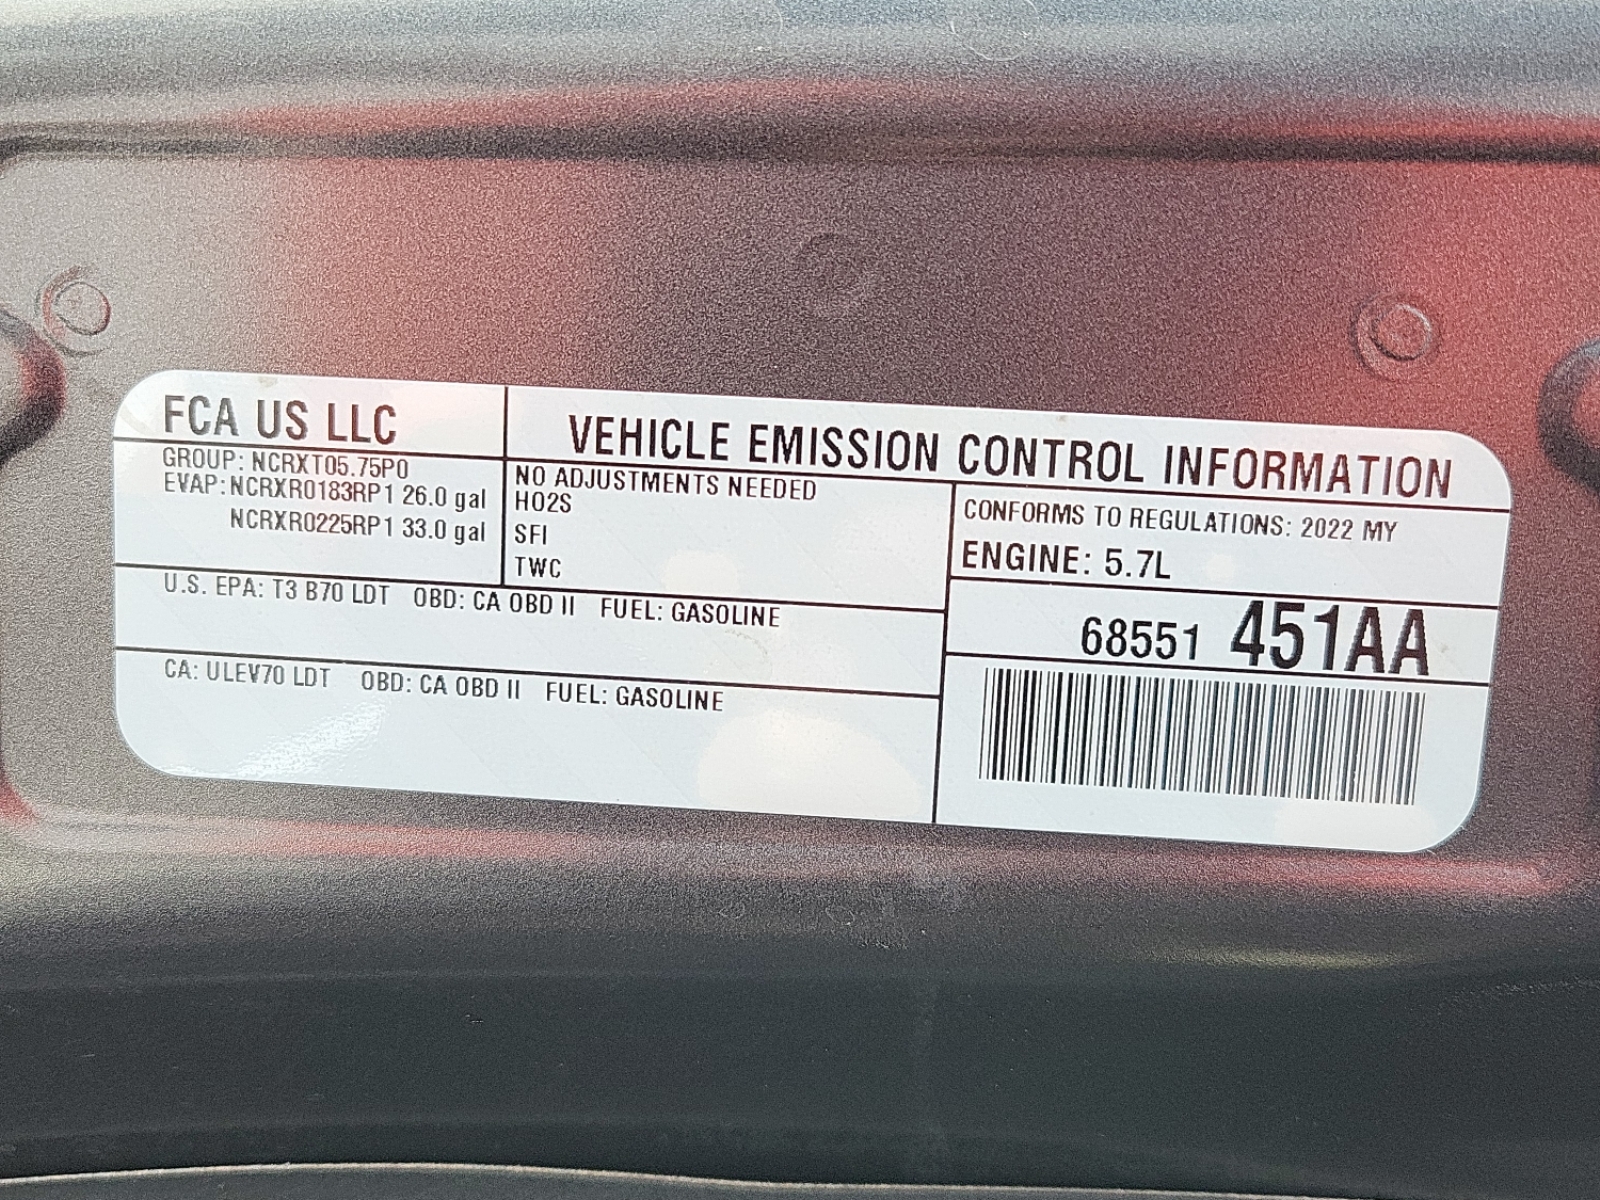 FCA US LLC
VEHICLE EMISSION CONTROL INFORMATION
GROUP: NCRXT05.75P0
EVAP: NCRXR0183RP1 26.0 gal
NCRXR0225RP1 33.0 gal
NO ADJUSTMENTS NEEDED
HO2S
SFI
TWC
CONFORMS TO REGULATIONS: 2022 MY
ENGINE: 5.7L
U.S. EPA: T3 B70 LDT OBD: CA OBD II FUEL: GASOLINE
68551 451AA
CA: ULEV70 LDT OBD: CA OBD II FUEL: GASOLINE